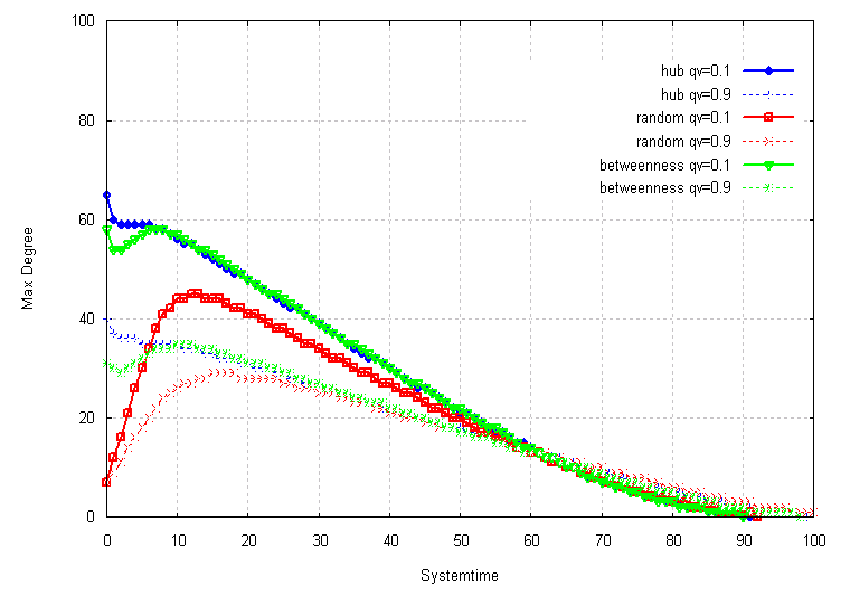 100
80
60
40
20
0
Max Degree
hub qv=0.1
hub qv=0.9
random qv=0.1
random qv=0.9
betweenness qv=0.1
betweenness qv=0.9
0 10 20 30 40 50 60 70 80 90 100
Systemtime